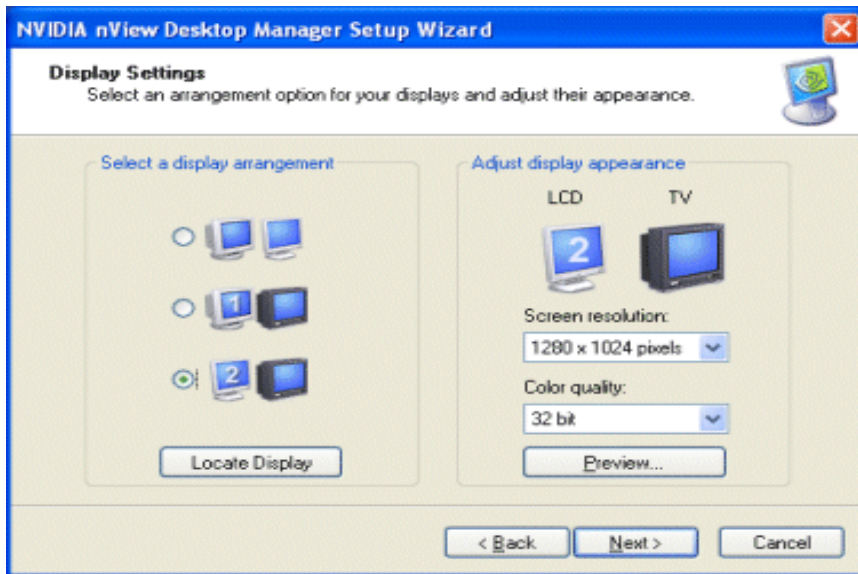 NVIDIA nView Desktop Manager Setup Wizard
Display Settings
Select an arrangement option for your displays and adjust their appearance.
Select a display arrangement
1
2
Locate Display
Adjust display appearance
LCD TV
2
Screen resolution:
1280 x 1024 pixels
Color quality:
32 bit
Preview...
< Back Next > Cancel